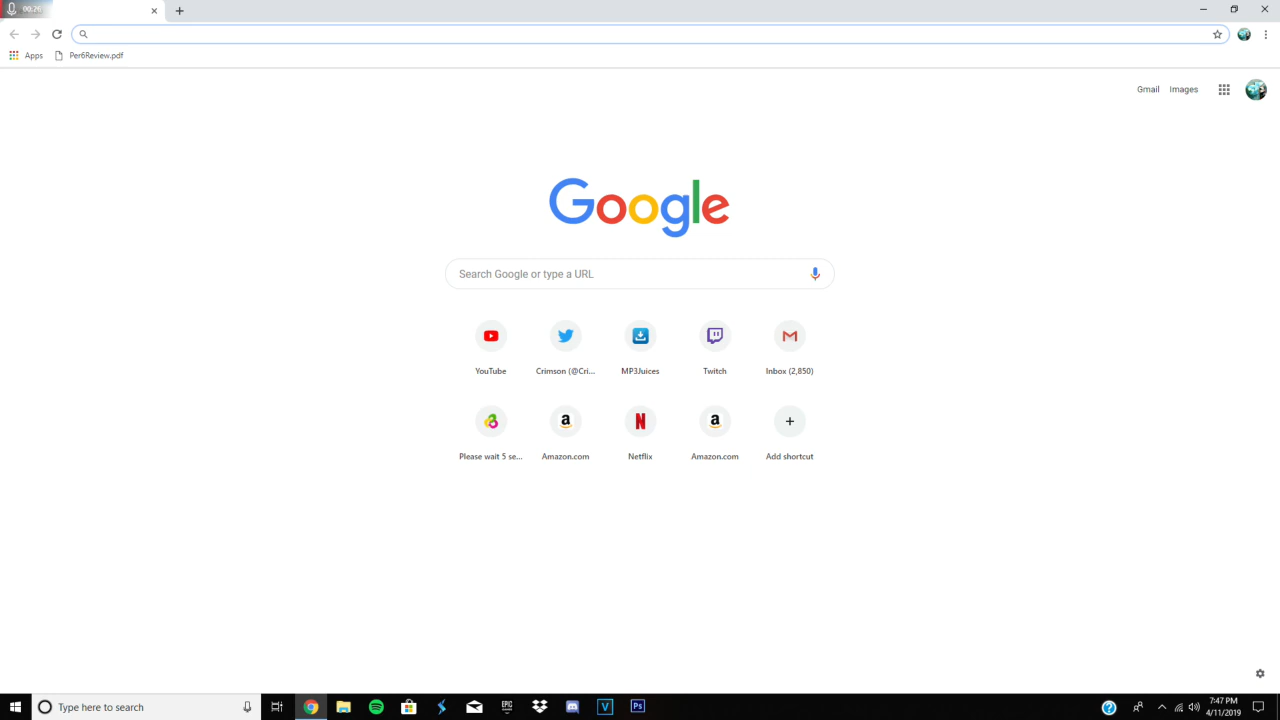 00:26
Apps Per6Review.pdf
Gmail Images
Google
Search Google or type a URL
YouTube Crimson (@Cri... MP3Juices Twitch Inbox (2,850)
Please wait 5 se... Amazon.com Netflix Amazon.com Add shortcut
Type here to search
EPIC
V
Ps
7:47 PM
4/11/2019